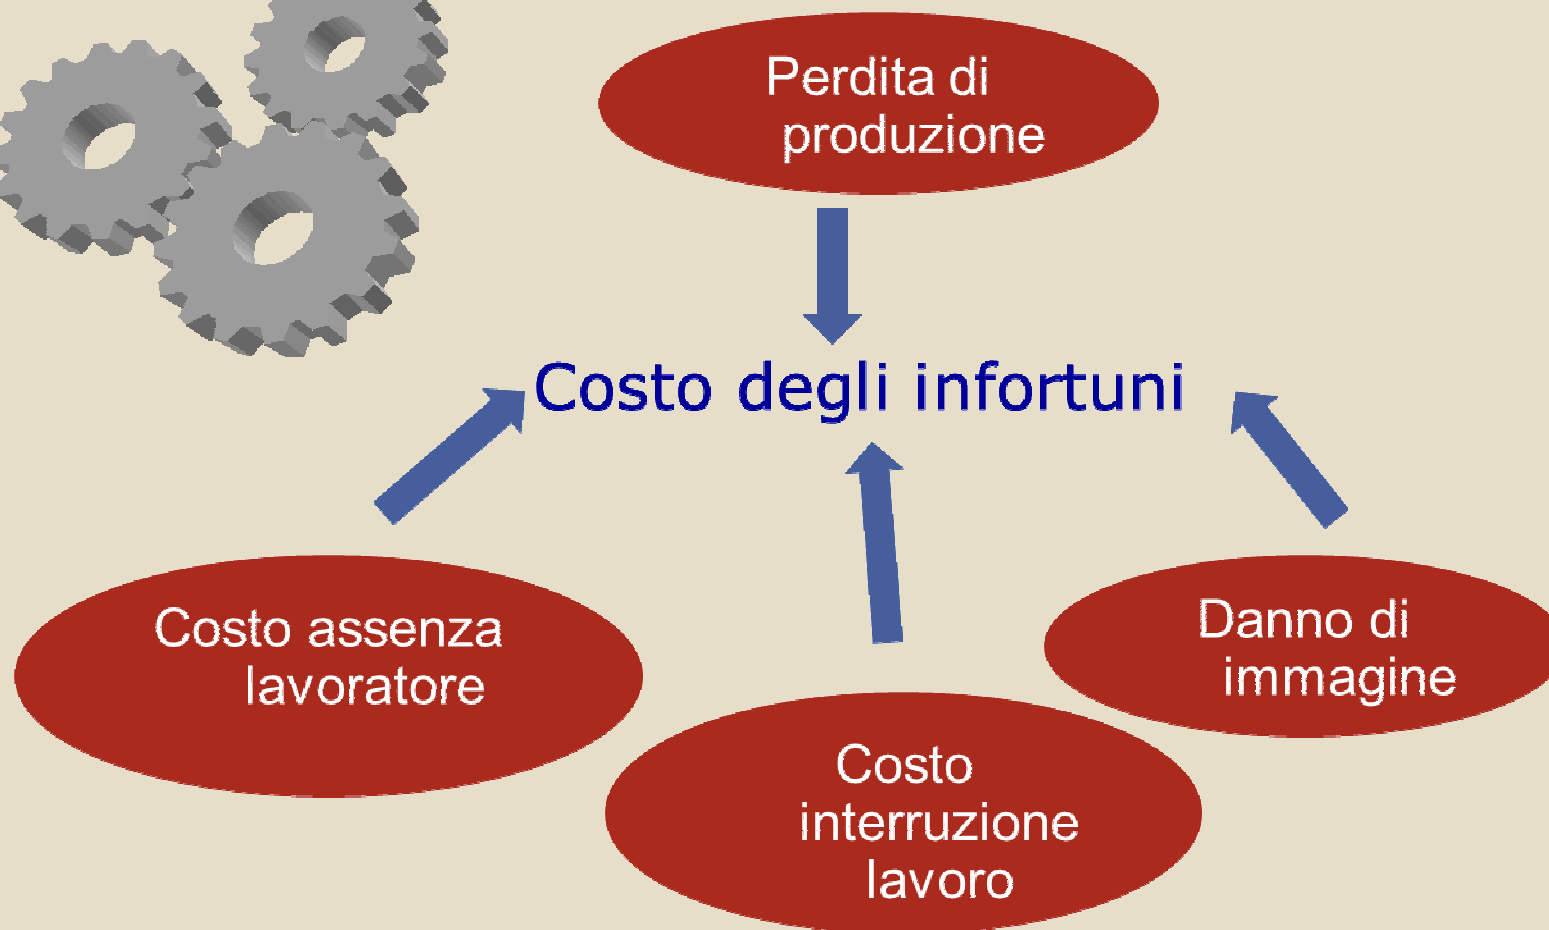 Perdita di
produzione
Costo degli infortuni
Costo assenza
lavoratore
Costo
interruzione
lavoro
Danno di
immagine